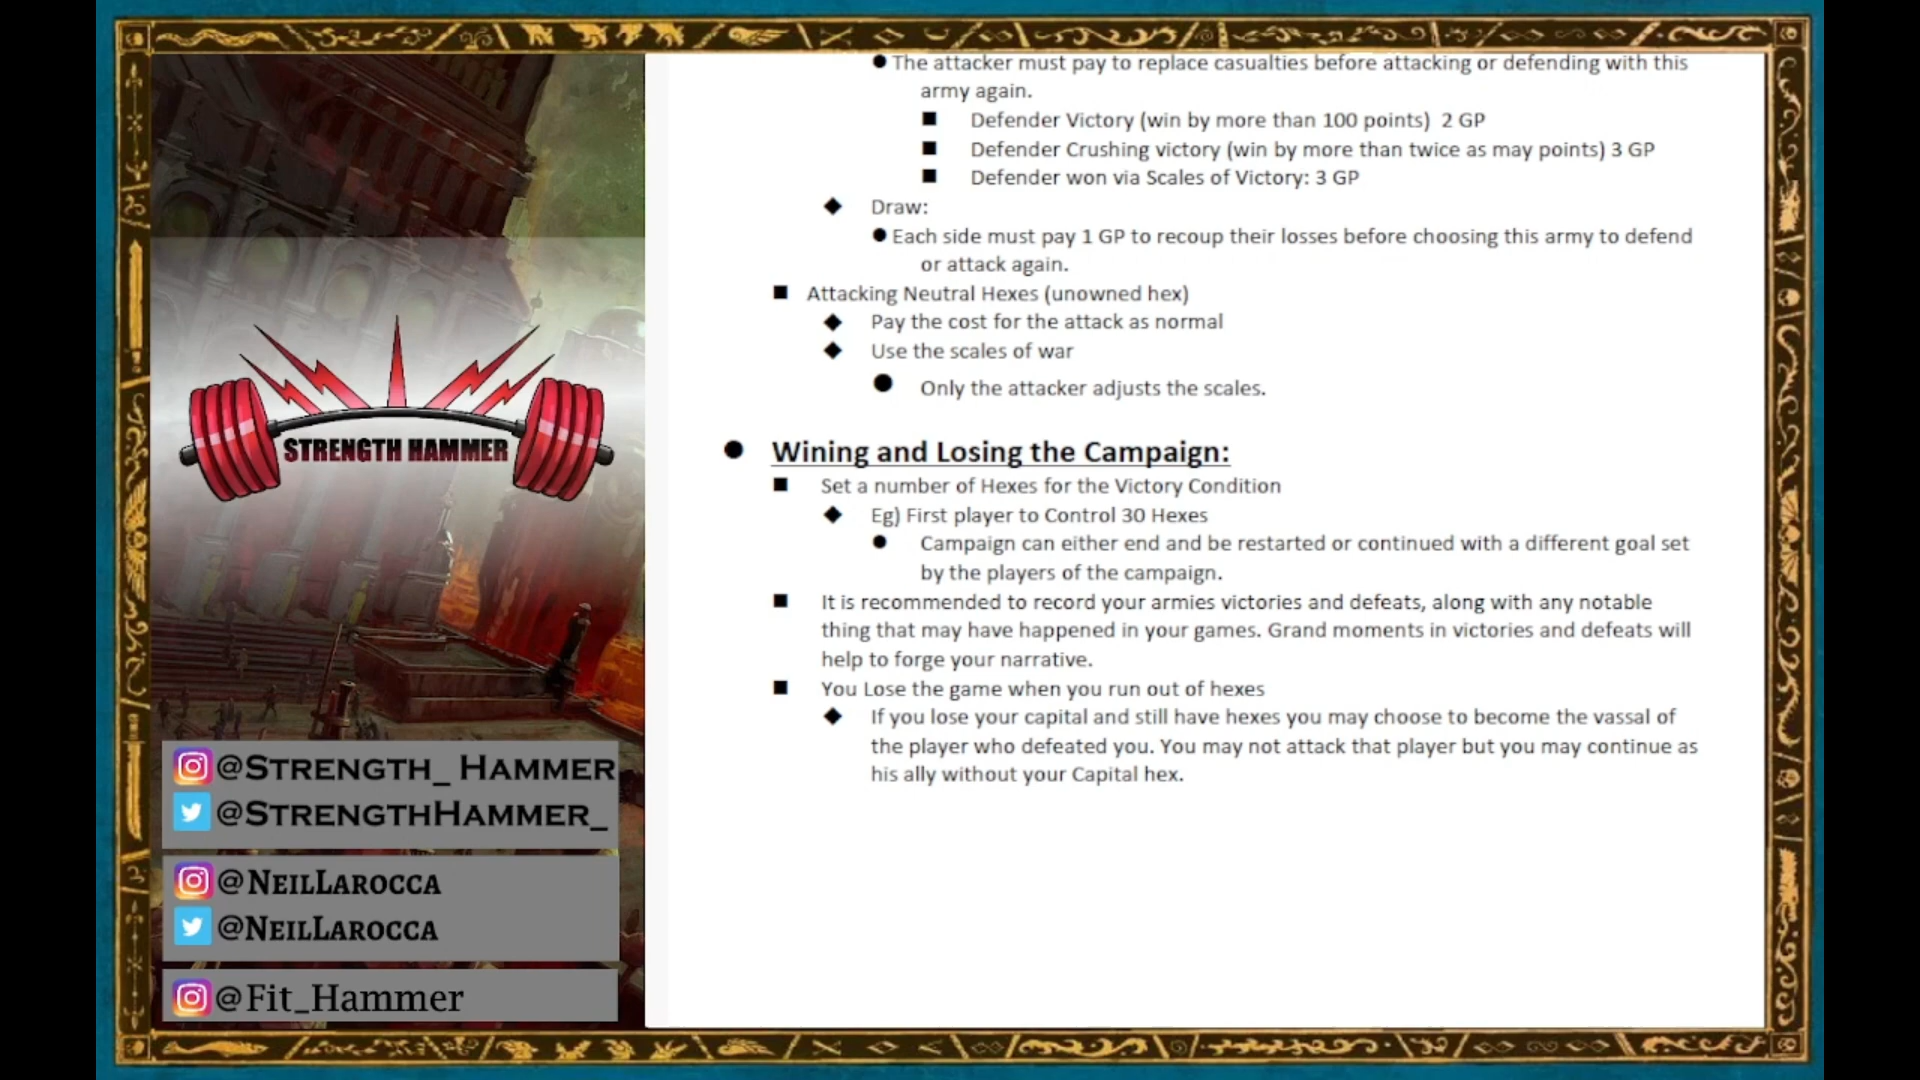 The attacker must pay to replace casualties before attacking or defending with this
army again.
Defender Victory (win by more than 100 points)  2 GP
Defender Crushing victory (win by more than twice as may points) 3 GP
Defender won via Scales of Victory: 3 GP
Draw:
Each side must pay 1 GP to recoup their losses before choosing this army to defend
or attack again.
Attacking Neutral Hexes (unowned hex)
Pay the cost for the attack as normal
Use the scales of war
Only the attacker adjusts the scales.
Wining and Losing the Campaign:
Set a number of Hexes for the Victory Condition
Eg) First player to Control 30 Hexes
Campaign can either end and be restarted or continued with a different goal set
by the players of the campaign.
It is recommended to record your armies victories and defeats, along with any notable
thing that may have happened in your games. Grand moments in victories and defeats will
help to forge your narrative.
You Lose the game when you run out of hexes
If you lose your capital and still have hexes you may choose to become the vassal of
the player who defeated you. You may not attack that player but you may continue as
his ally without your Capital hex.
STRENGTH HAMMER
@STRENGTH_HAMMER
@STRENGTHHAMMER_
@NEILLAROCCA
@NEILLAROCCA
@Fit_Hammer